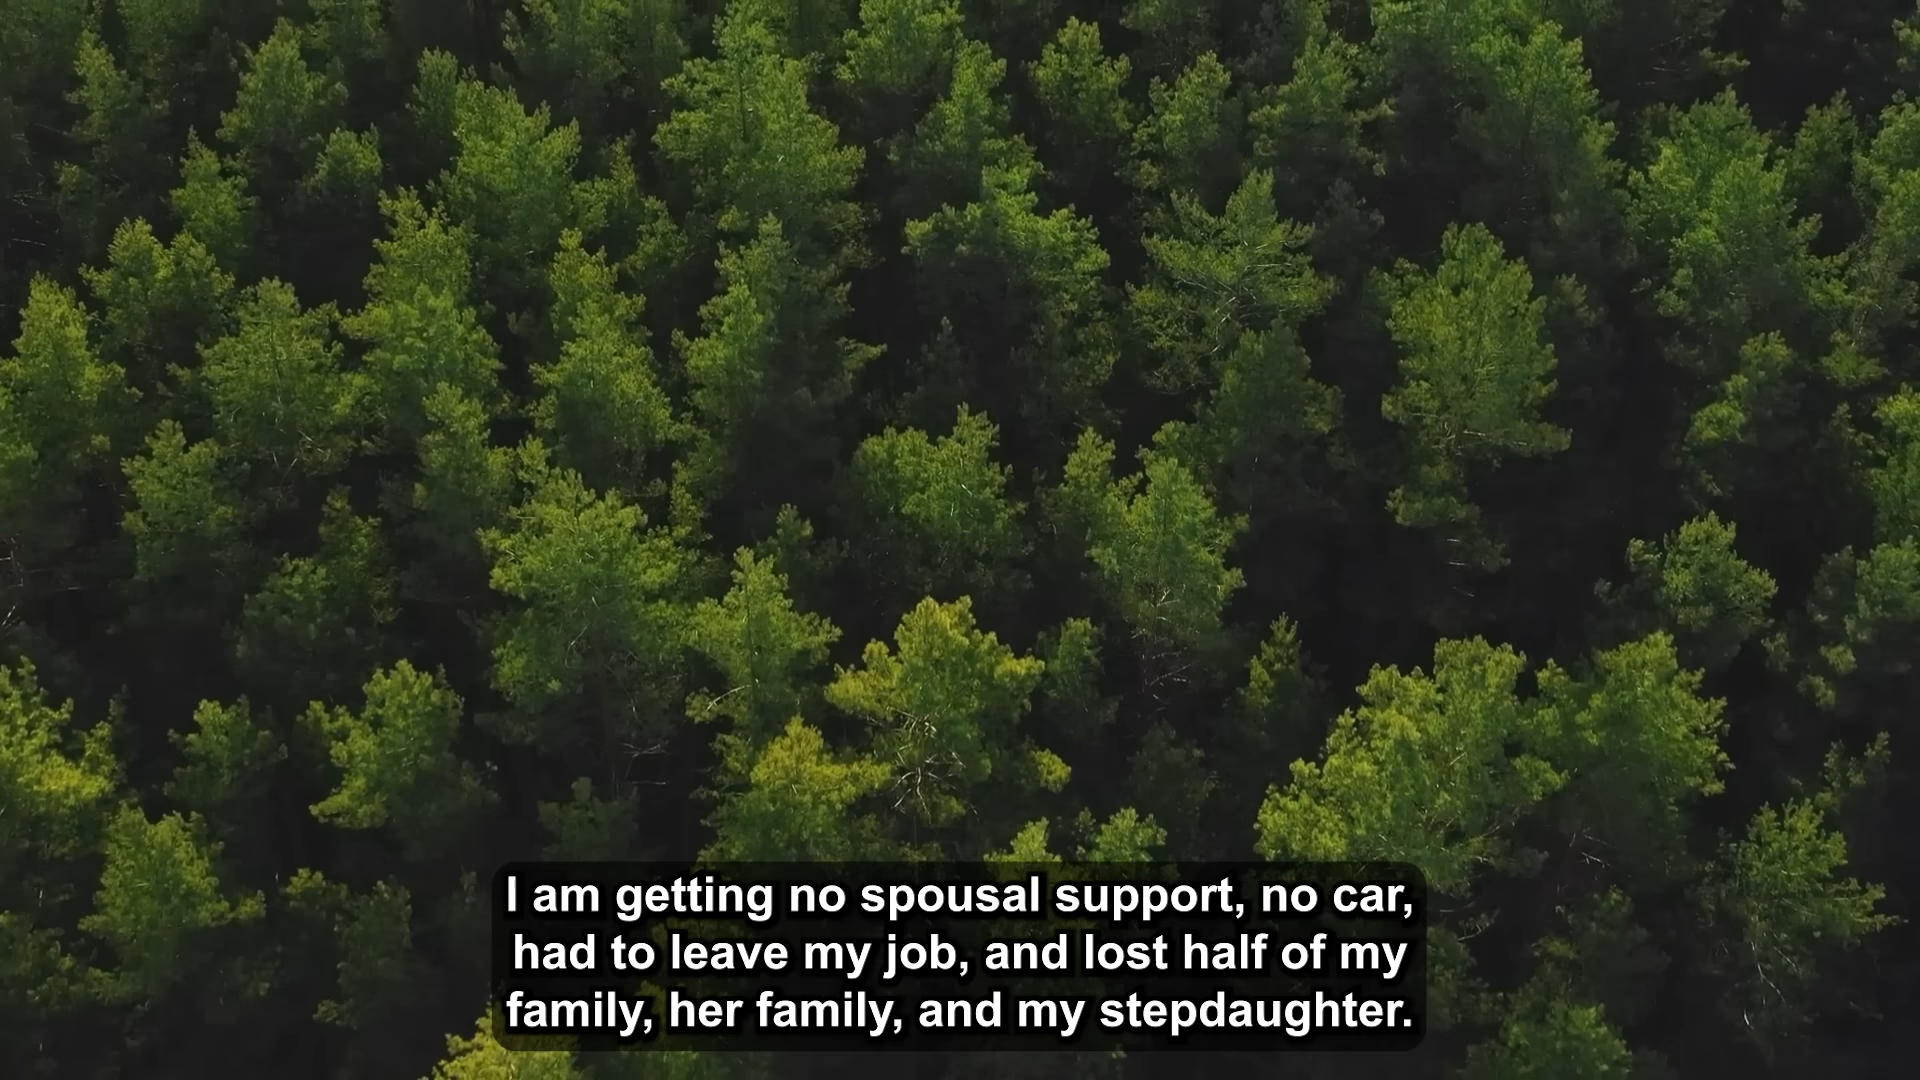 I am getting no spousal support, no car,
had to leave my job, and lost half of my
family, her family, and my stepdaughter.